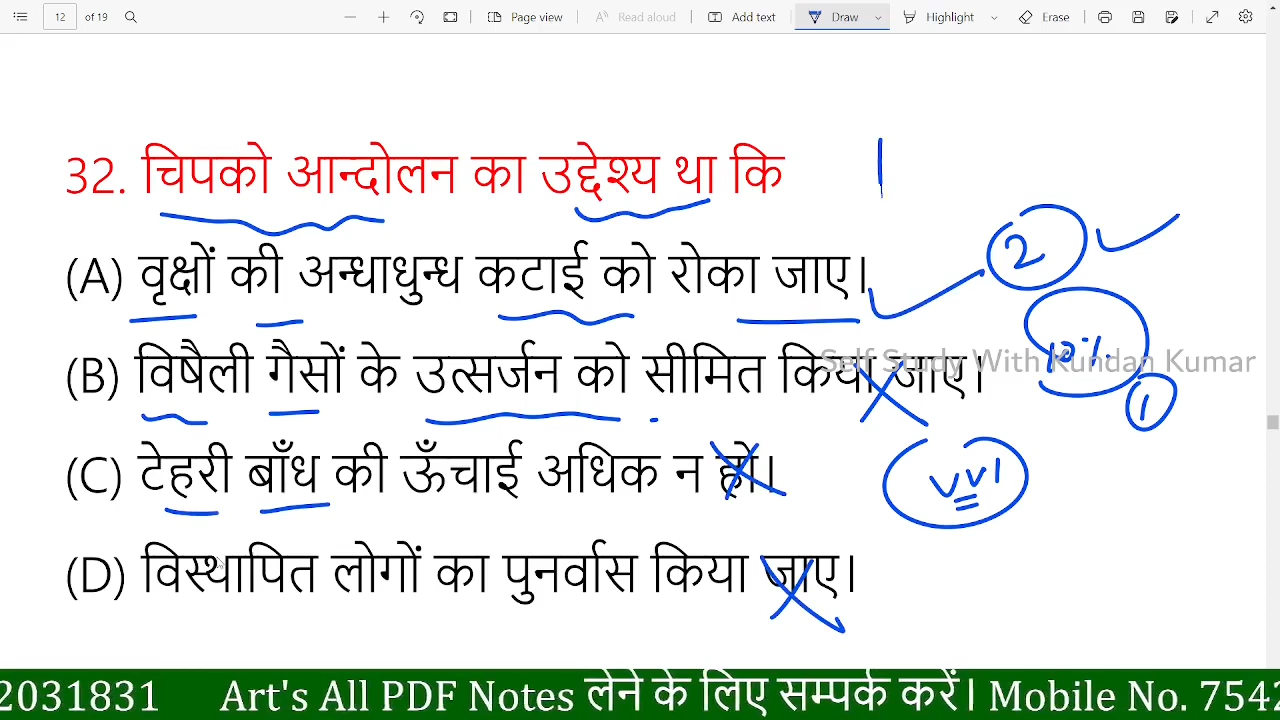 12 of 19 Page view Read aloud Add text Draw Highlight Erase
32. चिपको आन्दोलन का उद्देश्य था कि
(A) वृक्षों की अन्धाधुन्ध कटाई को रोका जाए।
2
(B) विषैली गैसों के उत्सर्जन को सीमित किया जाए।
Self Study With Kundan Kumar
12%
1
(C) टेहरी बाँध की ऊँचाई अधिक न हो।
VVI
(D) विस्थापित लोगों का पुनर्वास किया जाए।
2031831 Art's All PDF Notes लेने के लिए सम्पर्क करें। Mobile No. 7542